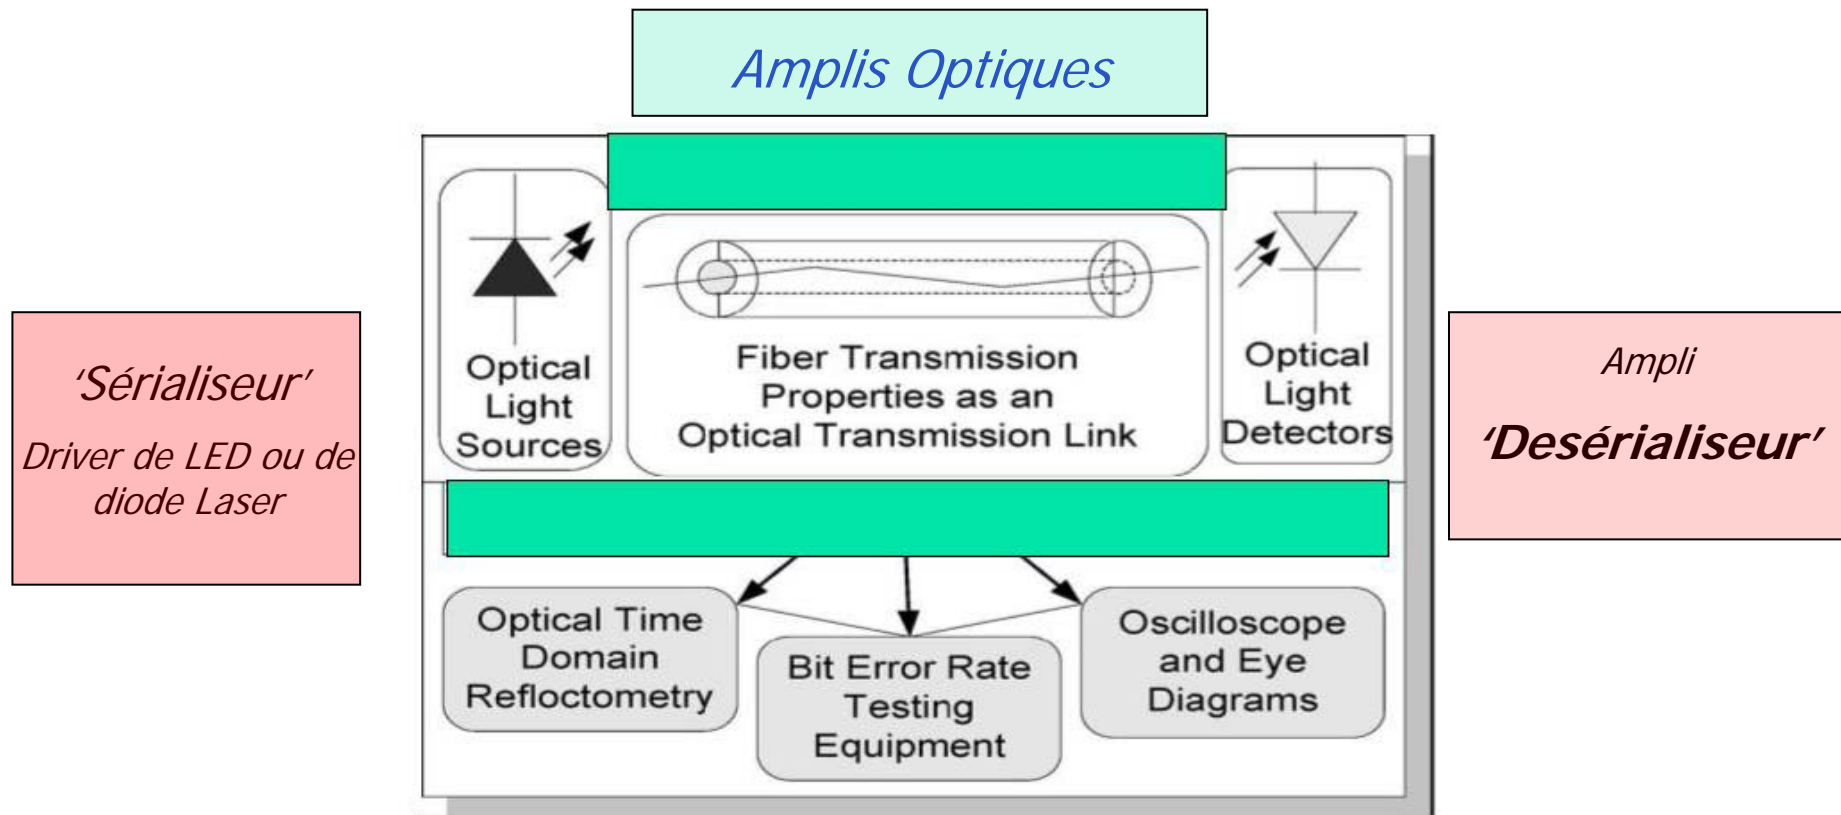 Amplis Optiques
'Sérialiseur'
Driver de LED ou de
diode Laser
Optical
Light
Sources
Fiber Transmission
Properties as an
Optical Transmission Link
Optical
Light
Detectors
Ampli
'Desérialiseur'
Optical Time
Domain
Refloctometry
Bit Error Rate
Testing
Equipment
Oscilloscope
and Eye
Diagrams